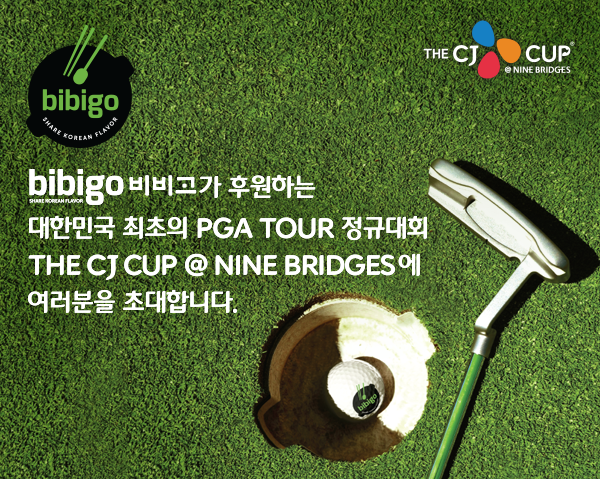 bibigo
SHARE KOREAN FLAVOR
THE CJ CUP®
@ NINE BRIDGES
bibigo 비비고가 후원하는
SHARE KOREAN FLAVOR
대한민국 최초의 PGA TOUR 정규대회
THE CJ CUP @ NINE BRIDGES에
여러분을 초대합니다.
bibigo